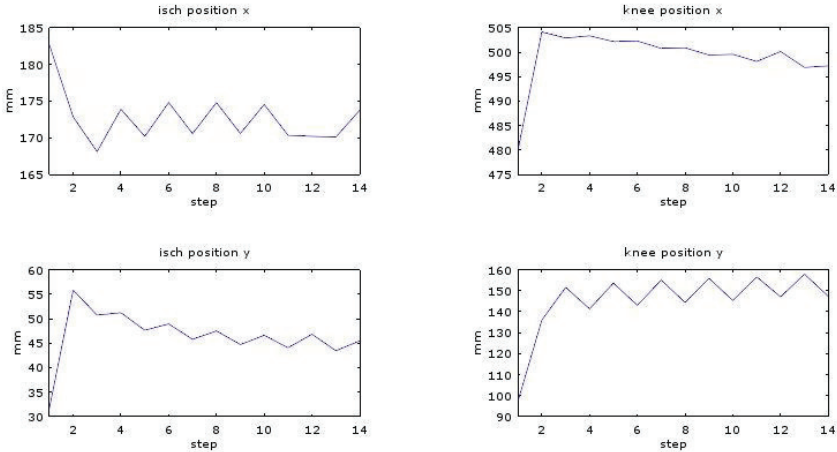 isch position x
185
180
175
170
165
mm
2 4 6 8 10 12 14
step
knee position x
505
500
495
490
485
480
475
mm
2 4 6 8 10 12 14
step
isch position y
60
55
50
45
40
35
30
mm
2 4 6 8 10 12 14
step
knee position y
160
150
140
130
120
110
100
90
mm
2 4 6 8 10 12 14
step